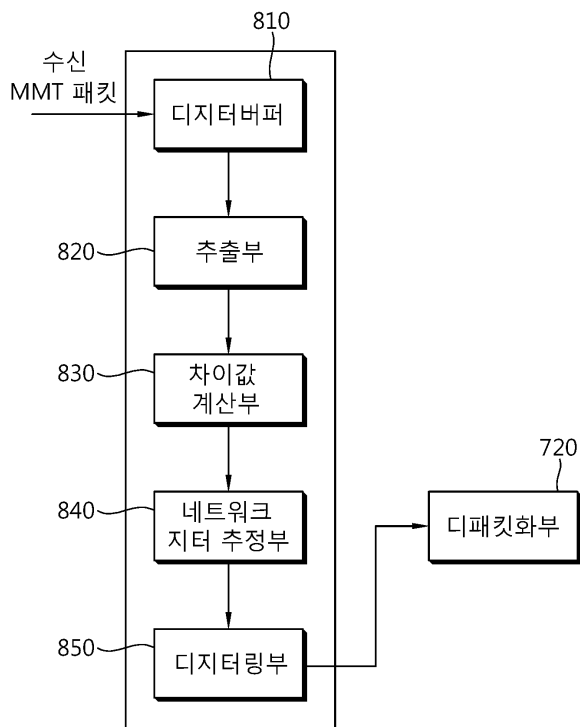 810
수신
MMT 패킷
디지터버퍼
820
추출부
830
차이값
계산부
720
840
네트워크
지터 추정부
디패킷화부
850
디지터링부